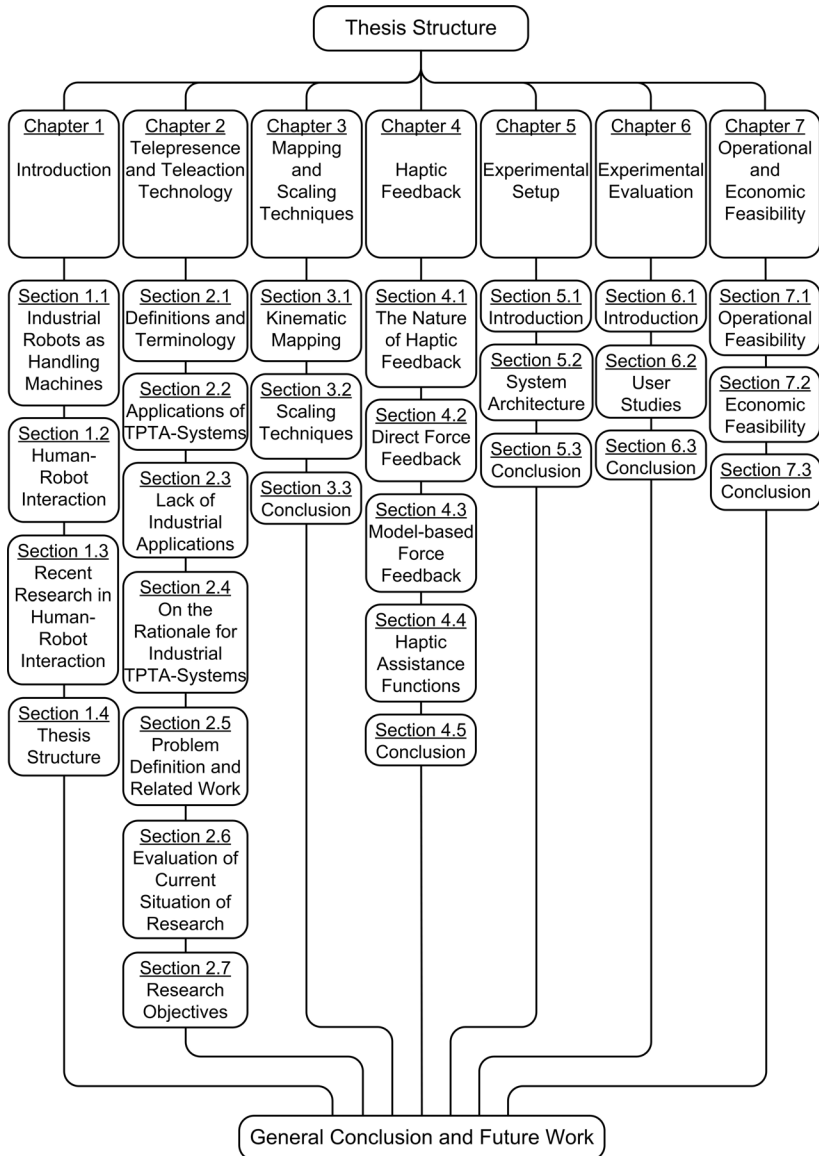 Thesis Structure
Chapter 1
Introduction
Section 1.1
Industrial
Robots as
Handling
Machines
Section 1.2
Human-
Robot
Interaction
Section 1.3
Recent
Research in
Human-
Robot
Interaction
Section 1.4
Thesis
Structure
Chapter 2
Telepresence
and Teleaction
Technology
Section 2.1
Definitions and
Terminology
Section 2.2
Applications of
TPTA-Systems
Section 2.3
Lack of
Industrial
Applications
Section 2.4
On the
Rationale for
Industrial
TPTA-Systems
Section 2.5
Problem
Definition and
Related Work
Section 2.6
Evaluation of
Current
Situation of
Research
Section 2.7
Research
Objectives
Chapter 3
Mapping
and
Scaling
Techniques
Section 3.1
Kinematic
Mapping
Section 3.2
Scaling
Techniques
Section 3.3
Conclusion
Chapter 4
Haptic
Feedback
Section 4.1
The Nature
of Haptic
Feedback
Section 4.2
Direct Force
Feedback
Section 4.3
Model-based
Force
Feedback
Section 4.4
Haptic
Assistance
Functions
Section 4.5
Conclusion
Chapter 5
Experimental
Setup
Section 5.1
Introduction
Section 5.2
System
Architecture
Section 5.3
Conclusion
Chapter 6
Experimental
Evaluation
Section 6.1
Introduction
Section 6.2
User
Studies
Section 6.3
Conclusion
Chapter 7
Operational
and
Economic
Feasibility
Section 7.1
Operational
Feasibility
Section 7.2
Economic
Feasibility
Section 7.3
Conclusion
General Conclusion and Future Work